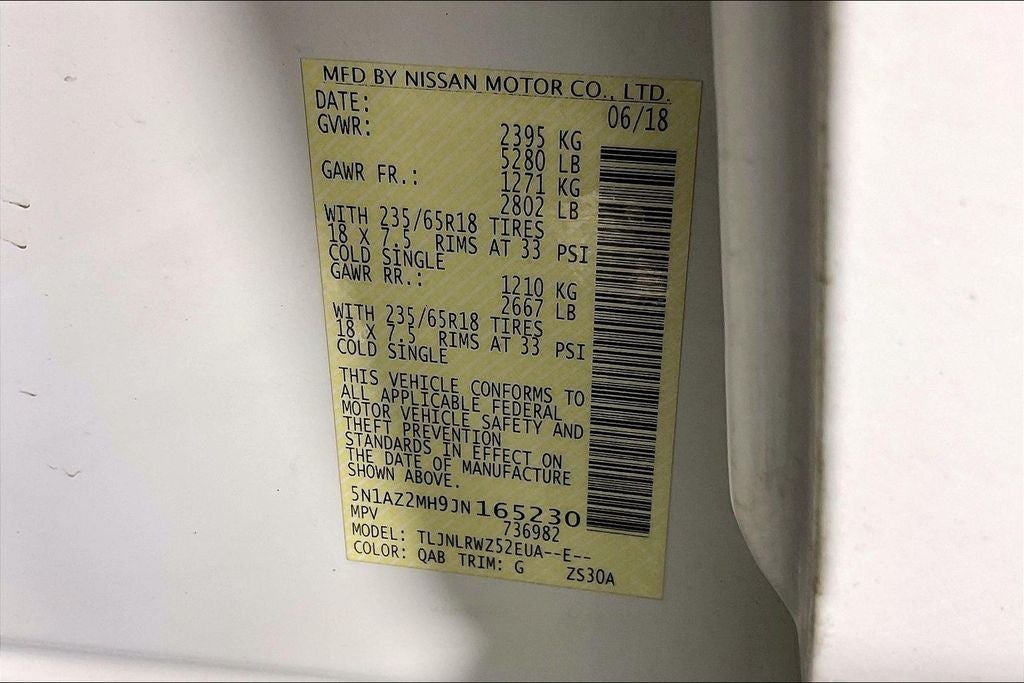 MFD BY NISSAN MOTOR CO., LTD.
DATE: 06/18
GVWR: 2395 KG
5280 LB
GAWR FR.: 1271 KG
2802 LB
WITH 235/65R18 TIRES
18 X 7.5 RIMS AT 33 PSI
COLD SINGLE
GAWR RR.: 1210 KG
2667 LB
WITH 235/65R18 TIRES
18 X 7.5 RIMS AT 33 PSI
COLD SINGLE
THIS VEHICLE CONFORMS TO
ALL APPLICABLE FEDERAL
MOTOR VEHICLE SAFETY AND
THEFT PREVENTION
STANDARDS IN EFFECT ON
THE DATE OF MANUFACTURE
SHOWN ABOVE.
5N1AZ2MH9JN165230
MPV 736982
MODEL: TLJNLRWZ52EUA--E--
COLOR: QAB TRIM: G ZS30A